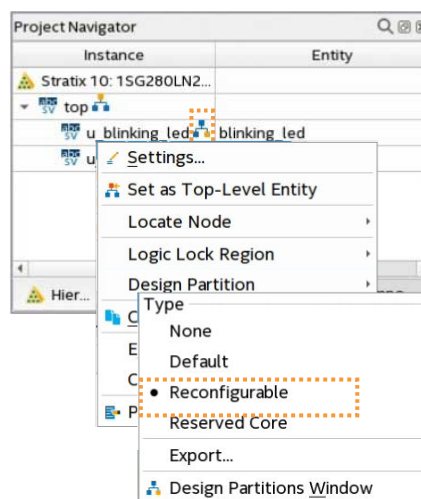 Project Navigator
Instance Entity
Stratix 10: 1SG280LN2...
top
u_blinking_led blinking_led
u
Settings...
Set as Top-Level Entity
Locate Node
Logic Lock Region
Design Partition
Hier...
Type
None
C
Default
E
Reconfigurable
C
Reserved Core
P
Export...
Design Partitions Window